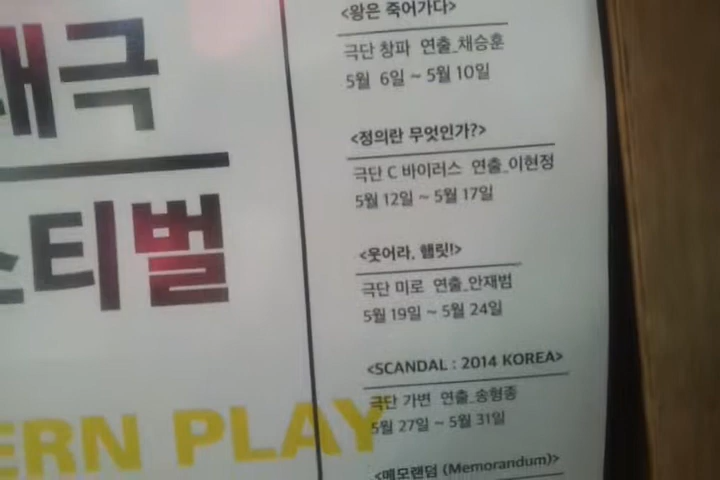 대극
스티벌
ERN PLAY
<왕은 죽어가다>
극단 창파 연출_채승훈
5월 6일 ~ 5월 10일
<정의란 무엇인가?>
극단 C 바이러스 연출_이현정
5월 12일 ~ 5월 17일
<웃어라, 햄릿!>
극단 미로 연출_안재범
5월 19일 ~ 5월 24일
<SCANDAL : 2014 KOREA>
극단 가변 연출_송형종
5월 27일 ~ 5월 31일
<메모랜덤 (Memorandum)>